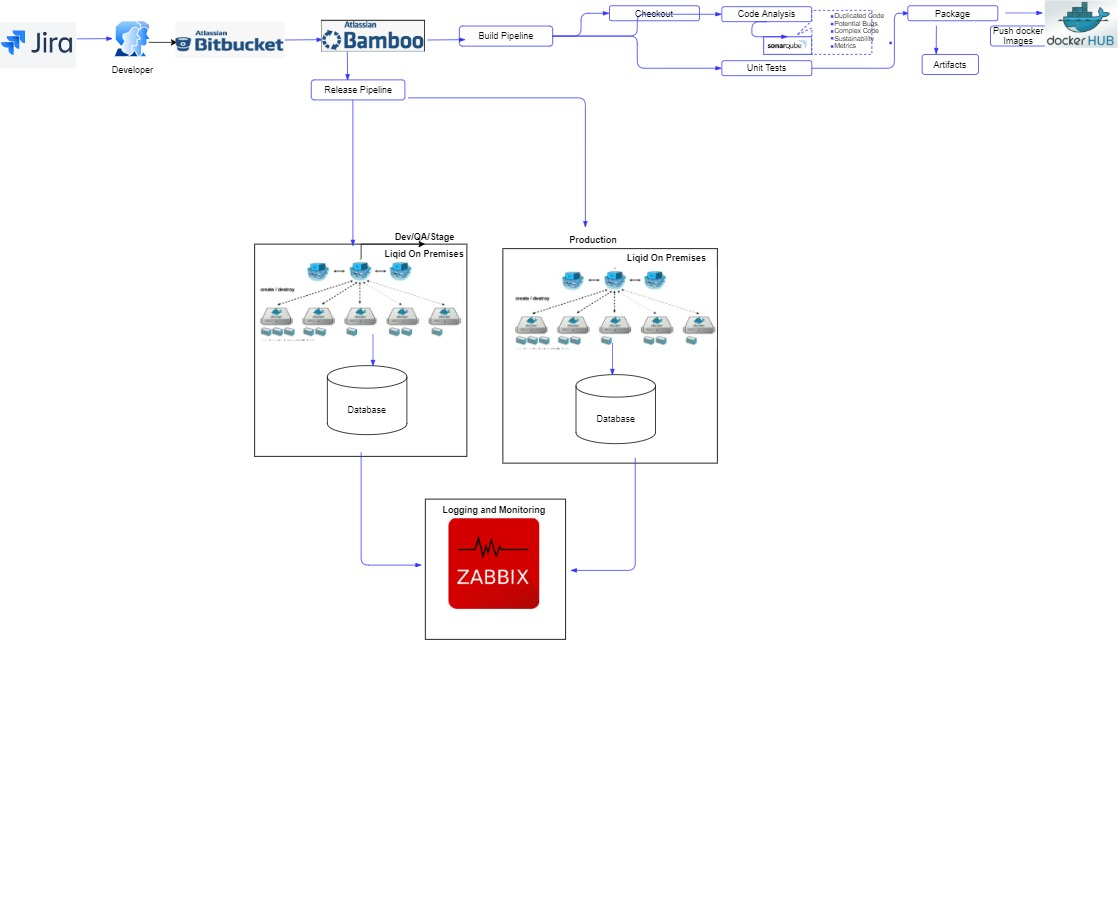 Jira
Developer
Atlassian
Bitbucket
Atlassian
Bamboo
Build Pipeline
Checkout
Code Analysis
sonarqube
Duplicated Code
Potential Bugs
Complex Code
Sustainability
Metrics
Unit Tests
Package
Artifacts
Push docker
Images
docker HUB
Release Pipeline
Dev/QA/Stage
Liqid On Premises
create / destroy
Database
Production
Liqid On Premises
create / destroy
Database
Logging and Monitoring
ZABBIX